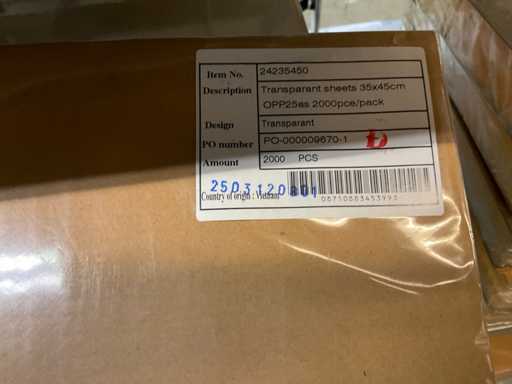 Item No. 24235450
Description Transparant sheets 35x45cm
OPP25as 2000pce/pack
Design Transparant
PO number PO-000009670-1
Amount 2000 PCS
2503120801
Country of origin : Vietnam